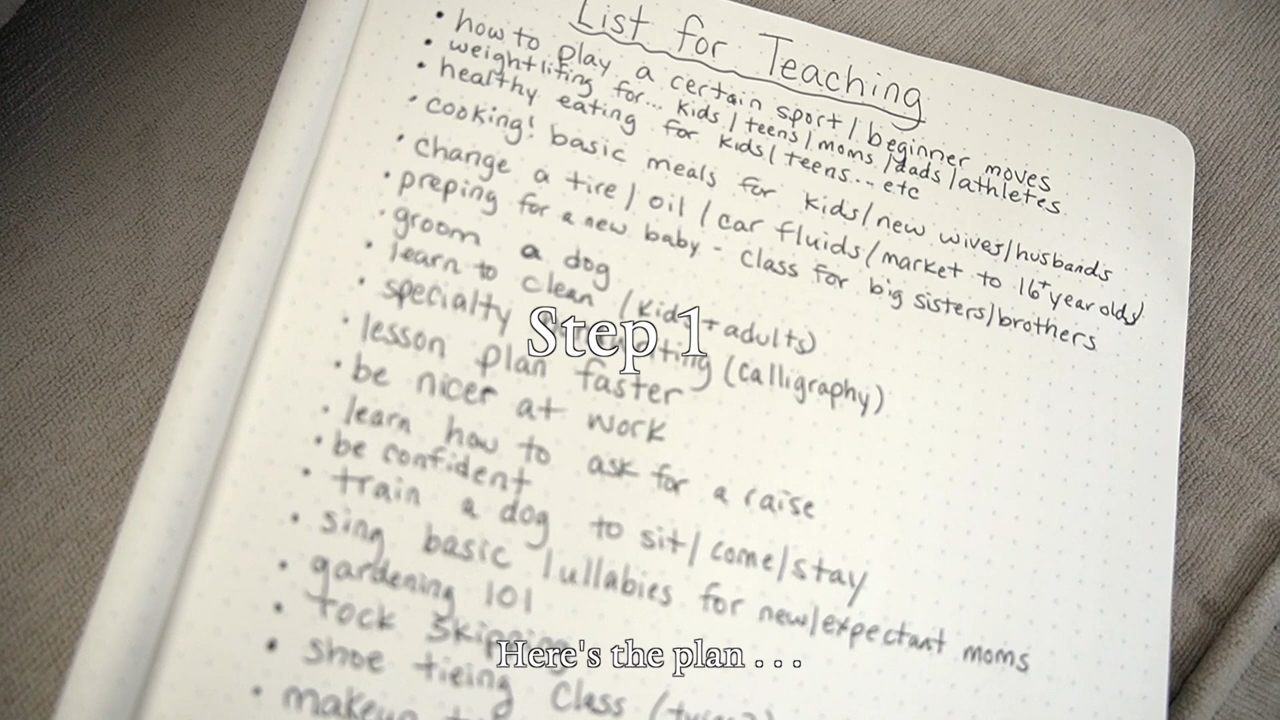 List for Teaching
• how to play a certain sport / beginner moves
• weightlifting for... kids / teens / moms / dads / athletes
• healthy eating for kids / teens... etc
• cooking! basic meals for kids / new wives / husbands
• change a tire / oil / car fluids / market to 16+ year olds
• preping for a new baby - class for big sisters / brothers
• groom a dog
• learn to clean (kids + adults)
• specialty (calligraphy)
• lesson plan faster
• be nicer at work
• learn how to ask for a raise
• be confident
• train a dog to sit / come / stay
• sing basic lullabies for new / expectant moms
• gardening 101
• rock skipping
• shoe tieing class
• makeup
Step 1
Here's the plan . . .